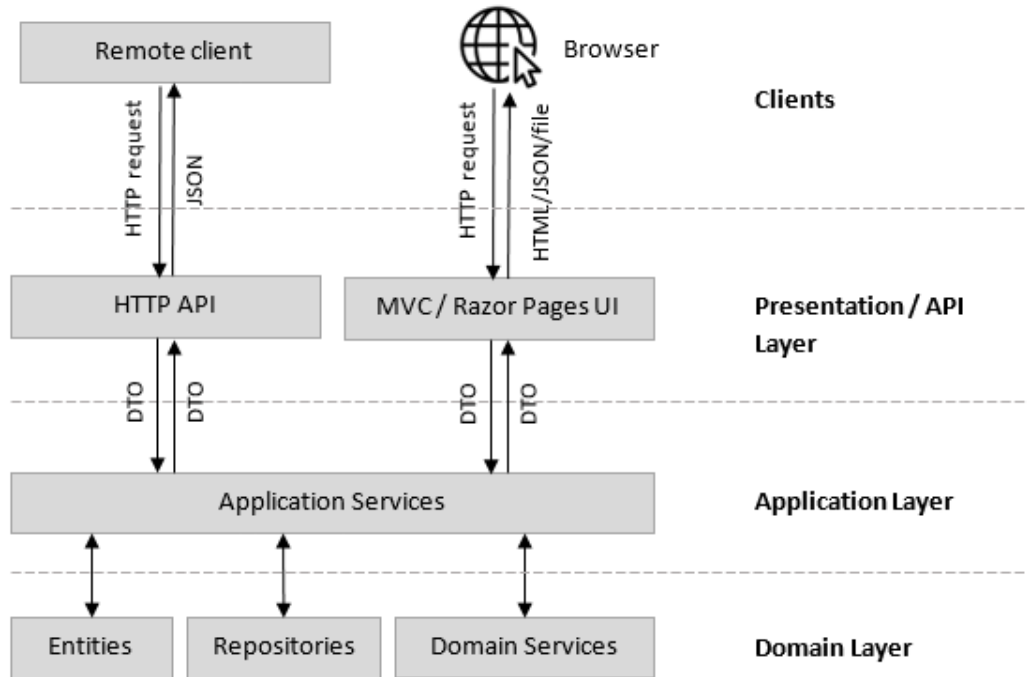 Remote client
Browser
Clients
HTTP request
JSON
HTTP request
HTML/JSON/file
HTTP API
MVC / Razor Pages UI
Presentation / API
Layer
DTO
DTO
DTO
DTO
Application Services
Application Layer
Entities
Repositories
Domain Services
Domain Layer